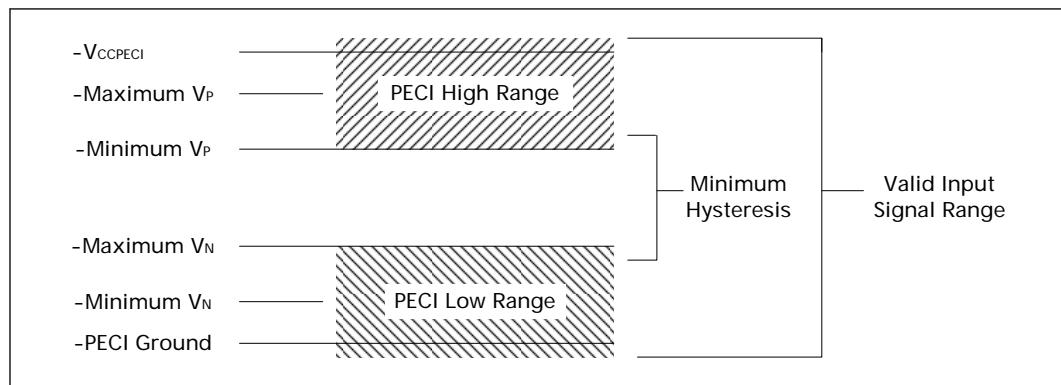 -VCCPECI
-Maximum VP
-Minimum VP
-Maximum VN
-Minimum VN
-PECI Ground
PECI High Range
PECI Low Range
Minimum
Hysteresis
Valid Input
Signal Range